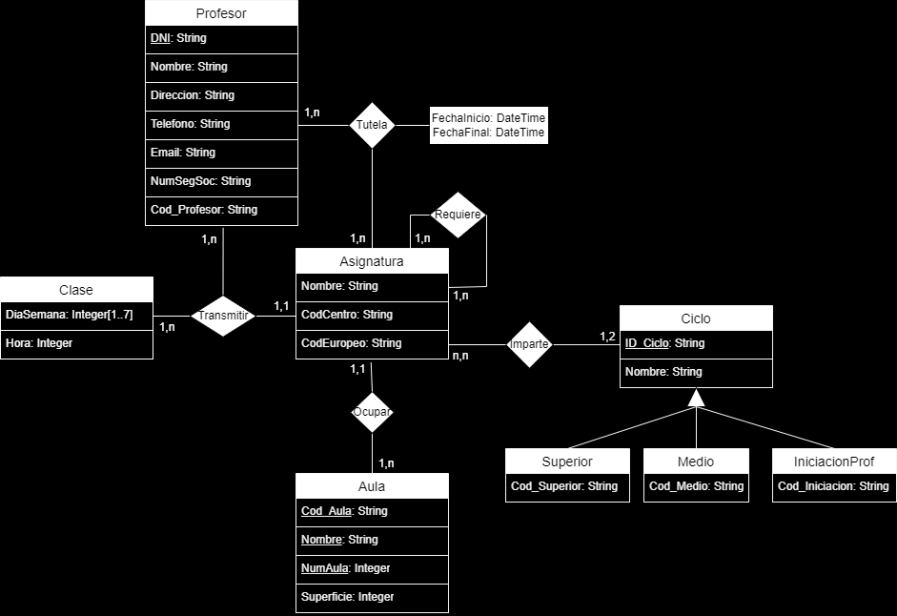 Profesor
DNI: String
Nombre: String
Direccion: String
Telefono: String
Email: String
NumSegSoc: String
Cod_Profesor: String
1,n
Tutela
FechaInicio: DateTime
FechaFinal: DateTime
1,n
1,n
Requiere
1,n
1,n
Asignatura
Nombre: String
CodCentro: String
CodEuropeo: String
Clase
DiaSemana: Integer[1..7]
Hora: Integer
1,n
Transmitir
1,1
n,n
Imparte
1,2
Ciclo
ID_Ciclo: String
Nombre: String
1,1
Ocupar
1,n
Superior
Cod_Superior: String
Medio
Cod_Medio: String
IniciacionProf
Cod_Iniciacion: String
Aula
Cod_Aula: String
Nombre: String
NumAula: Integer
Superficie: Integer